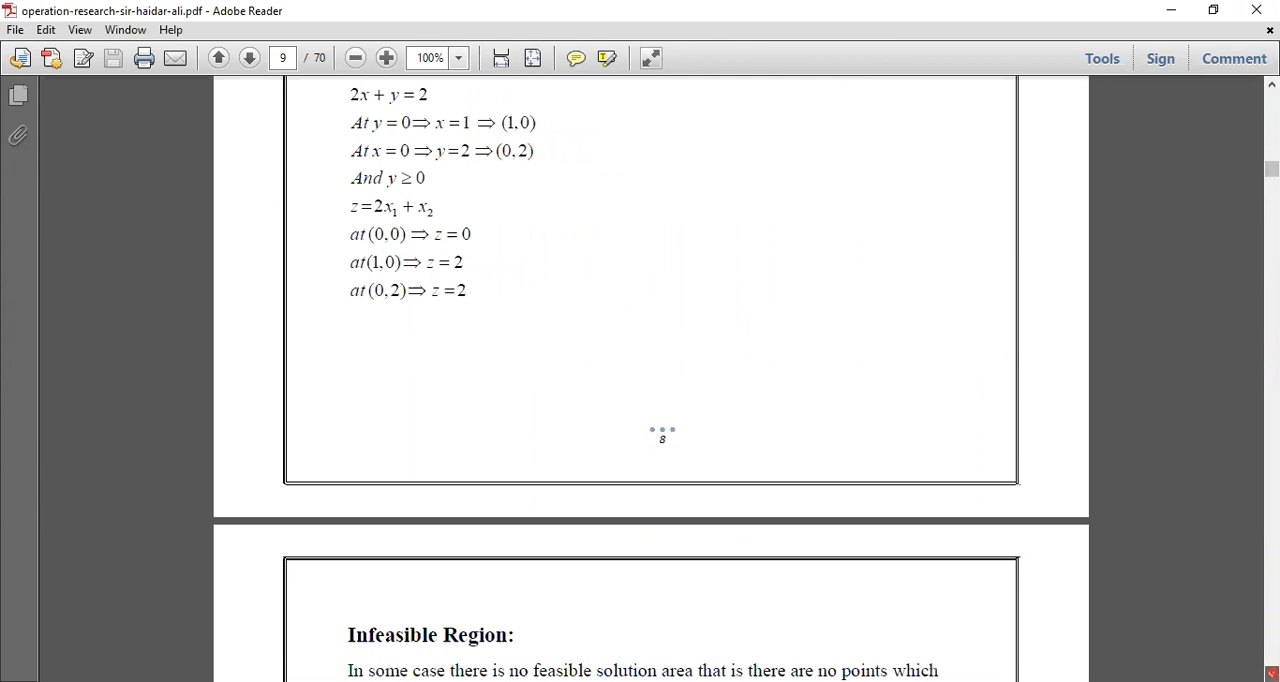 operation-research-sir-haidar-ali.pdf - Adobe Reader
File Edit View Window Help
9 / 70 100% Tools Sign Comment
2x + y = 2
At y = 0 ⇒ x = 1 ⇒ (1,0)
At x = 0 ⇒ y = 2 ⇒ (0,2)
And y ≥ 0
z = 2x₁ + x₂
at (0,0) ⇒ z = 0
at (1,0) ⇒ z = 2
at (0,2) ⇒ z = 2
8
Infeasible Region:
In some case there is no feasible solution area that is there are no points which